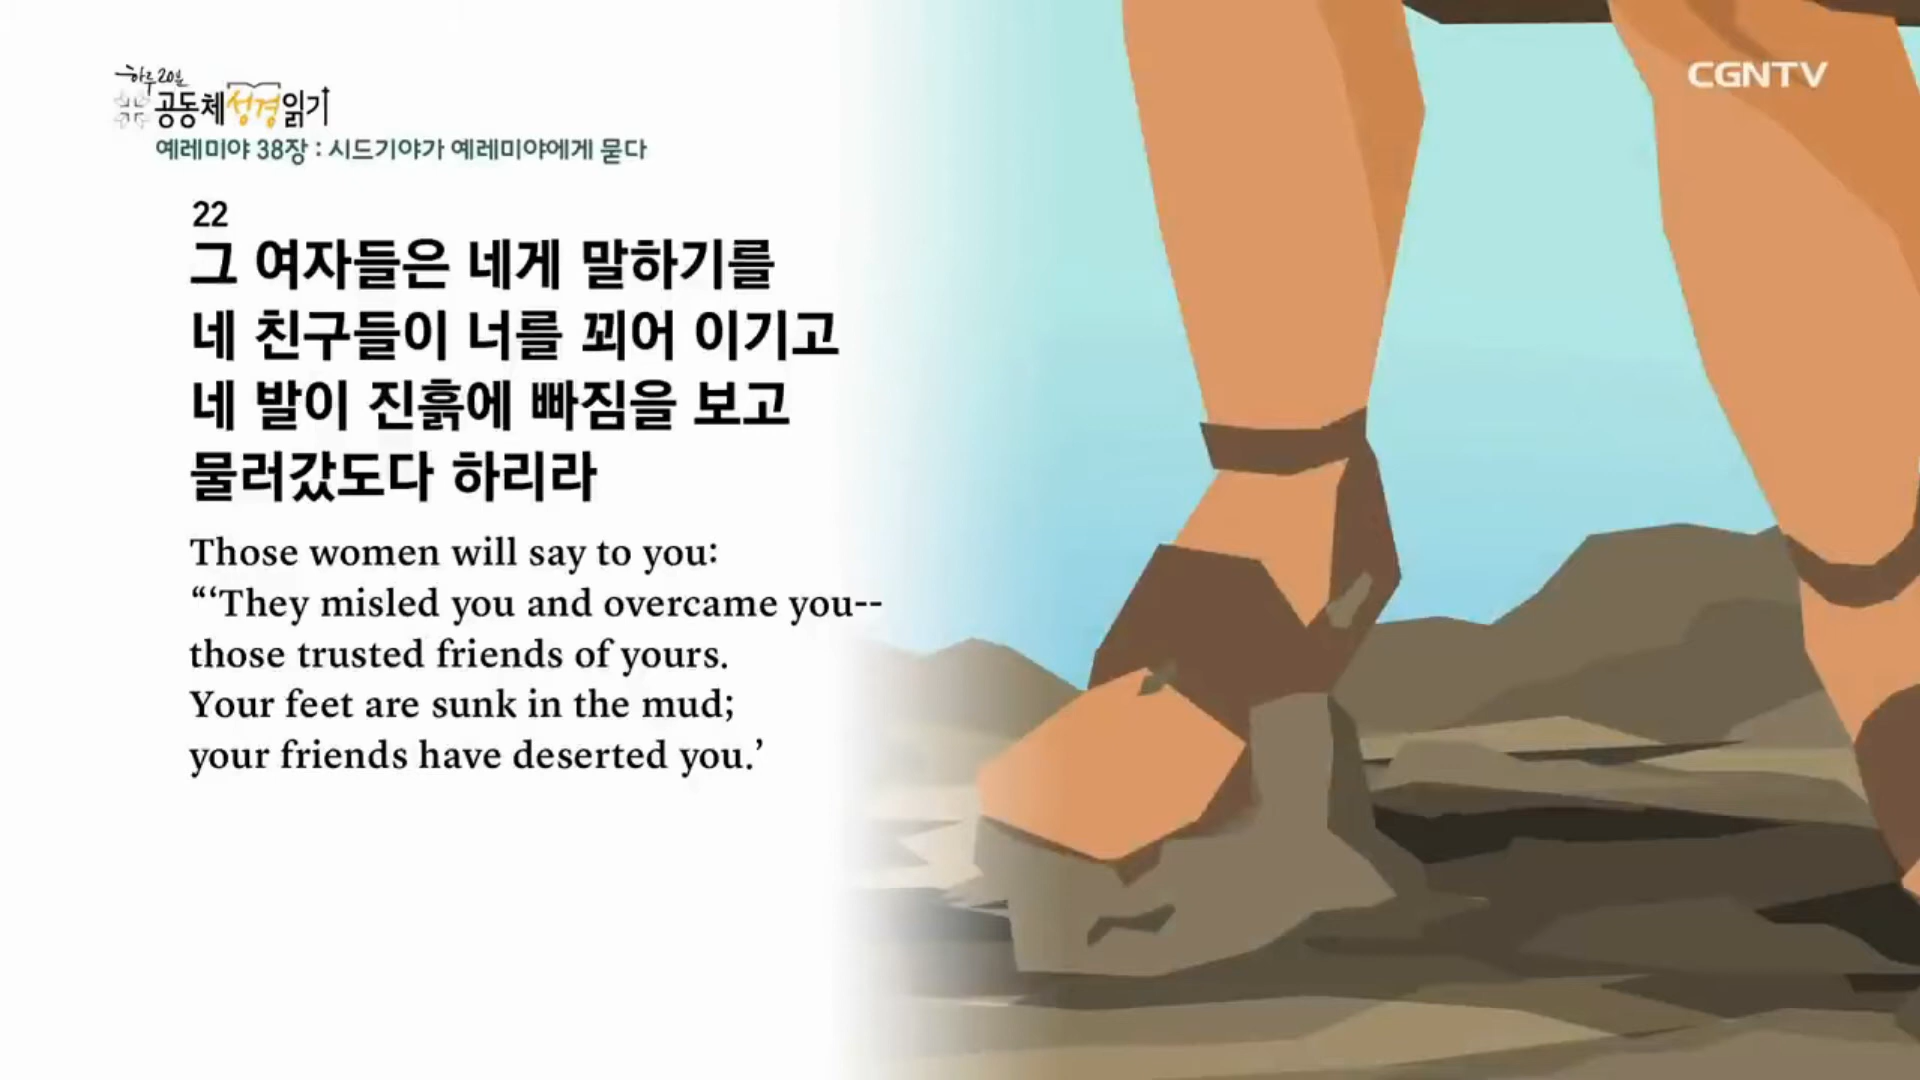 하루 20분
공동체성경읽기
CGNTV
예레미야 38장 : 시드기야가 예레미야에게 묻다
22
그 여자들은 네게 말하기를
네 친구들이 너를 꾀어 이기고
네 발이 진흙에 빠짐을 보고
물러갔도다 하리라
Those women will say to you:
“‘They misled you and overcame you--
those trusted friends of yours.
Your feet are sunk in the mud;
your friends have deserted you.’